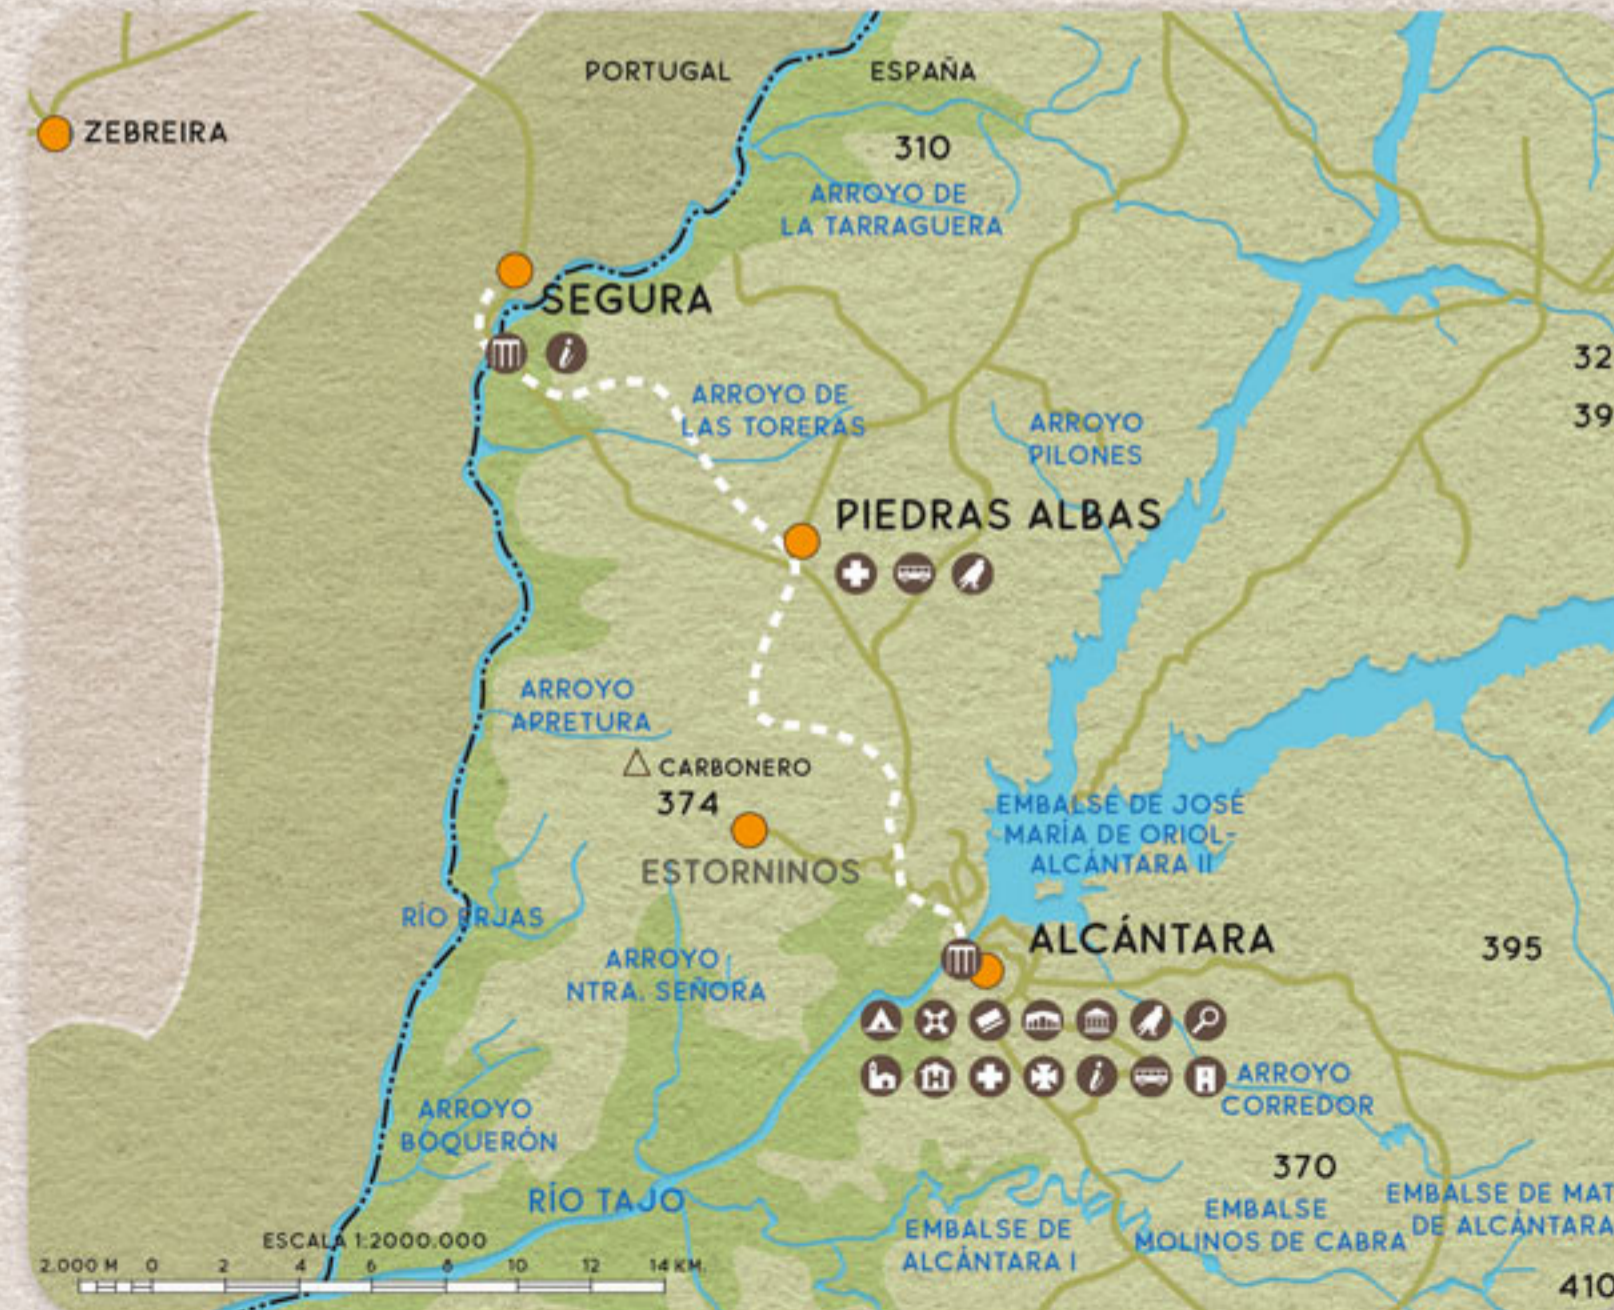 PORTUGAL
ESPAÑA
ZEBREIRA
310
ARROYO DE
LA TARRAGUERA
SEGURA
i
32
ARROYO DE
LAS TORERAS
39
ARROYO
PILONES
PIEDRAS ALBAS
ARROYO
APRETURA
CARBONERO
374
EMBALSE DE JOSÉ
MARÍA DE ORIOL-
ALCÁNTARA II
ESTORNINOS
RÍO ERJAS
ALCÁNTARA
395
ARROYO
NTRA. SEÑORA
H
i
ARROYO
CORREDOR
ARROYO
BOQUERÓN
370
RÍO TAJO
EMBALSE DE
ALCÁNTARA I
EMBALSE
MOLINOS DE CABRA
EMBALSE DE MAT
DE ALCÁNTARA
ESCALA 1:2000.000
2.000 M 0 2 4 6 8 10 12 14 KM.
410